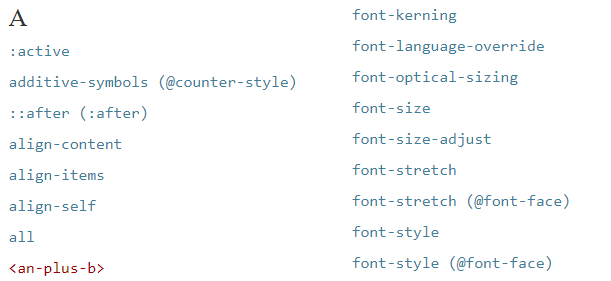 A
:active
additive-symbols (@counter-style)
::after (:after)
align-content
align-items
align-self
all
<an-plus-b>
font-kerning
font-language-override
font-optical-sizing
font-size
font-size-adjust
font-stretch
font-stretch (@font-face)
font-style
font-style (@font-face)